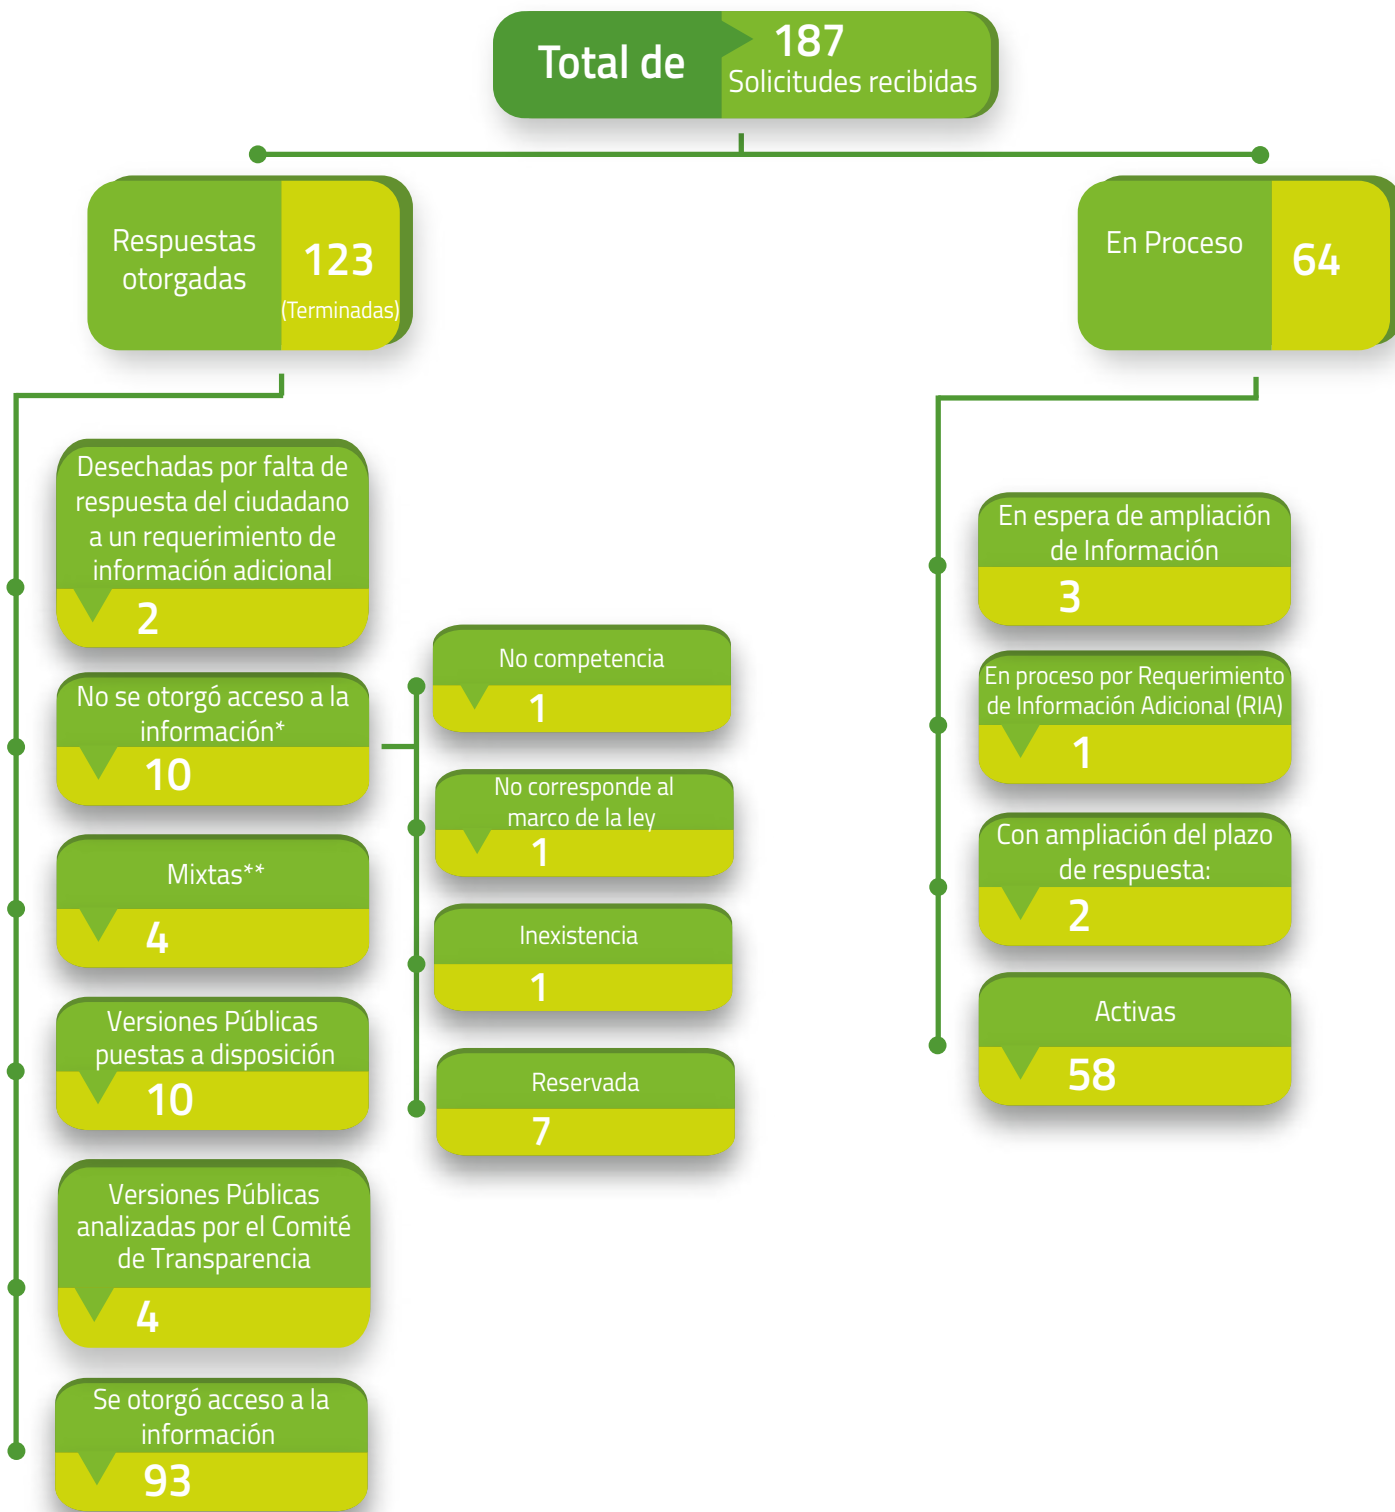 Total de
187
Solicitudes recibidas
Respuestas
otorgadas
123
(Terminadas)
En Proceso
64
Desechadas por falta de
respuesta del ciudadano
a un requerimiento de
información adicional
2
No se otorgó acceso a la
información*
10
Mixtas**
4
Versiones Públicas
puestas a disposición
10
Versiones Públicas
analizadas por el Comité
de Transparencia
4
Se otorgó acceso a la
información
93
No competencia
1
No corresponde al
marco de la ley
1
Inexistencia
1
Reservada
7
En espera de ampliación
de Información
3
En proceso por Requerimiento
de Información Adicional (RIA)
1
Con ampliación del plazo
de respuesta:
2
Activas
58